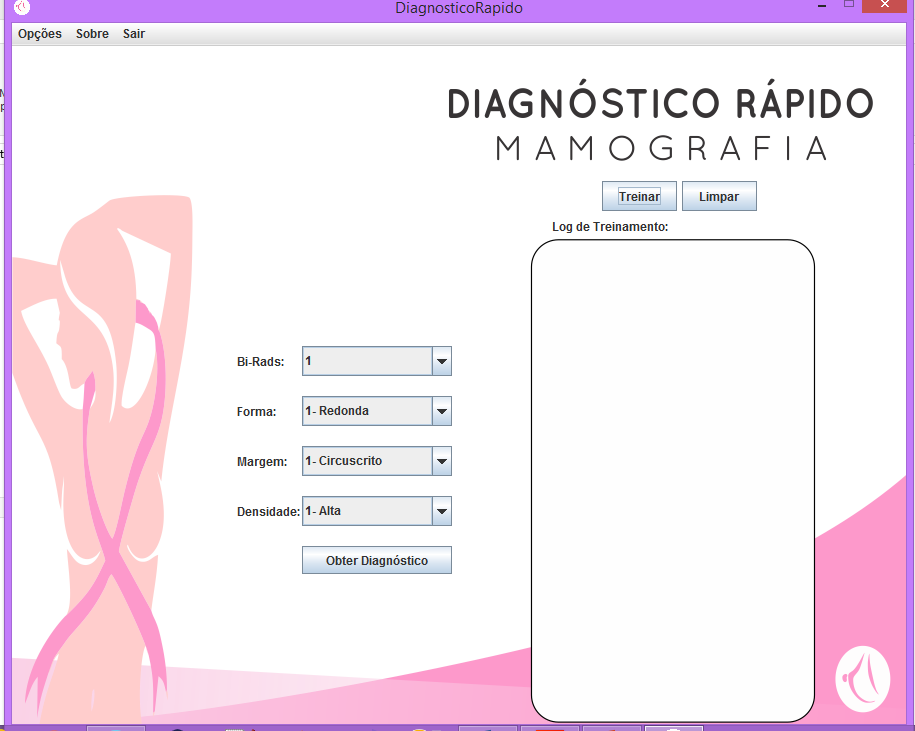 DiagnosticoRapido
Opções Sobre Sair
DIAGNÓSTICO RÁPIDO
MAMOGRAFIA
Treinar Limpar
Log de Treinamento:
Bi-Rads: 1
Forma: 1- Redonda
Margem: 1- Circuscrito
Densidade: 1- Alta
Obter Diagnóstico